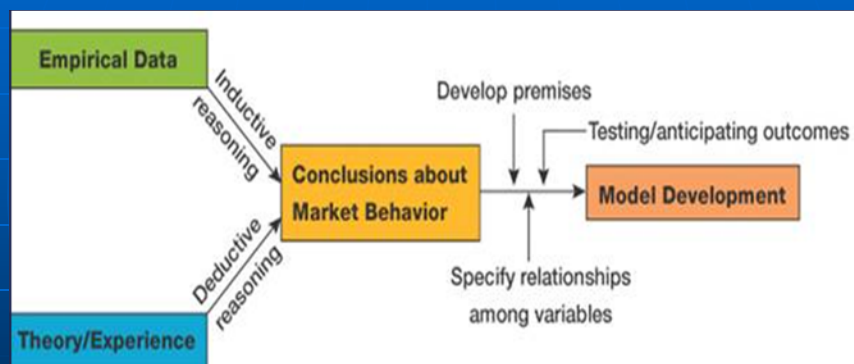 Empirical Data
Inductive
reasoning
Develop premises
Testing/anticipating outcomes
Conclusions about
Market Behavior
Model Development
Deductive
reasoning
Specify relationships
among variables
Theory/Experience